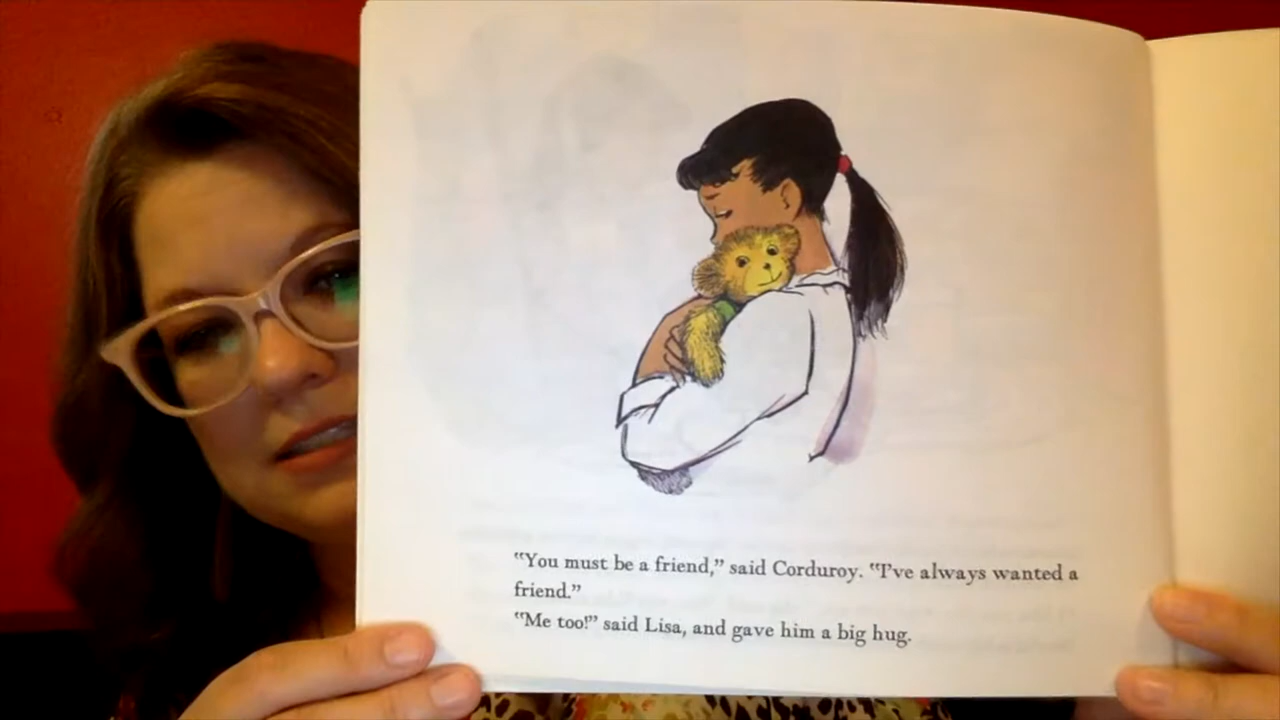 “You must be a friend,” said Corduroy. “I’ve always wanted a
friend.”
“Me too!” said Lisa, and gave him a big hug.